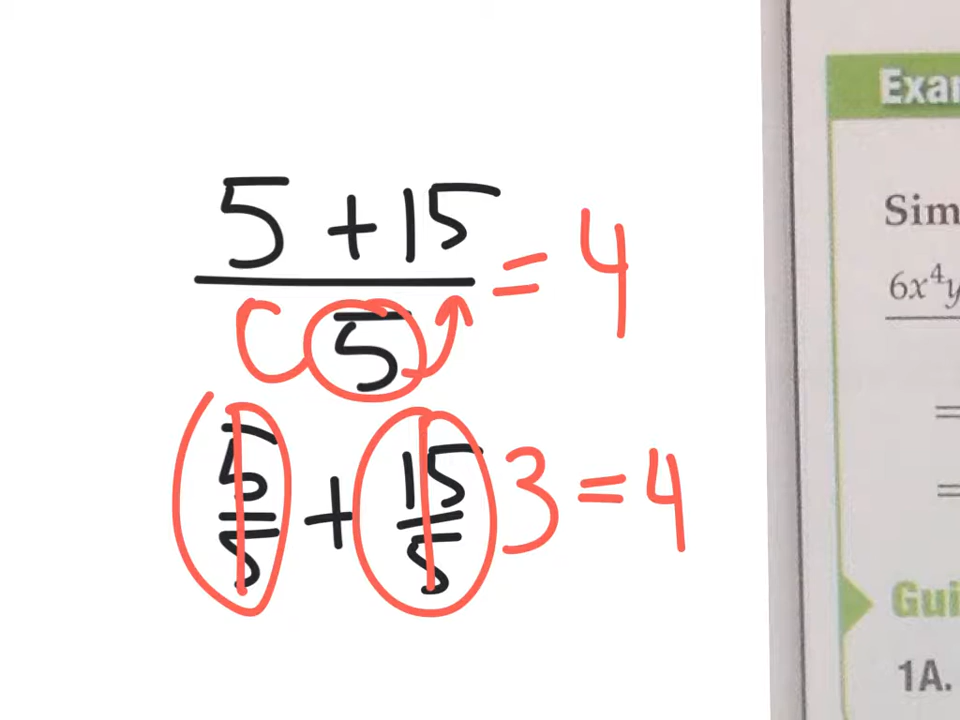 5 + 15
5
= 4
5/5 + 15/5 3 = 4
Exa
Sim
6x⁴y
=
=
Gui
1A.